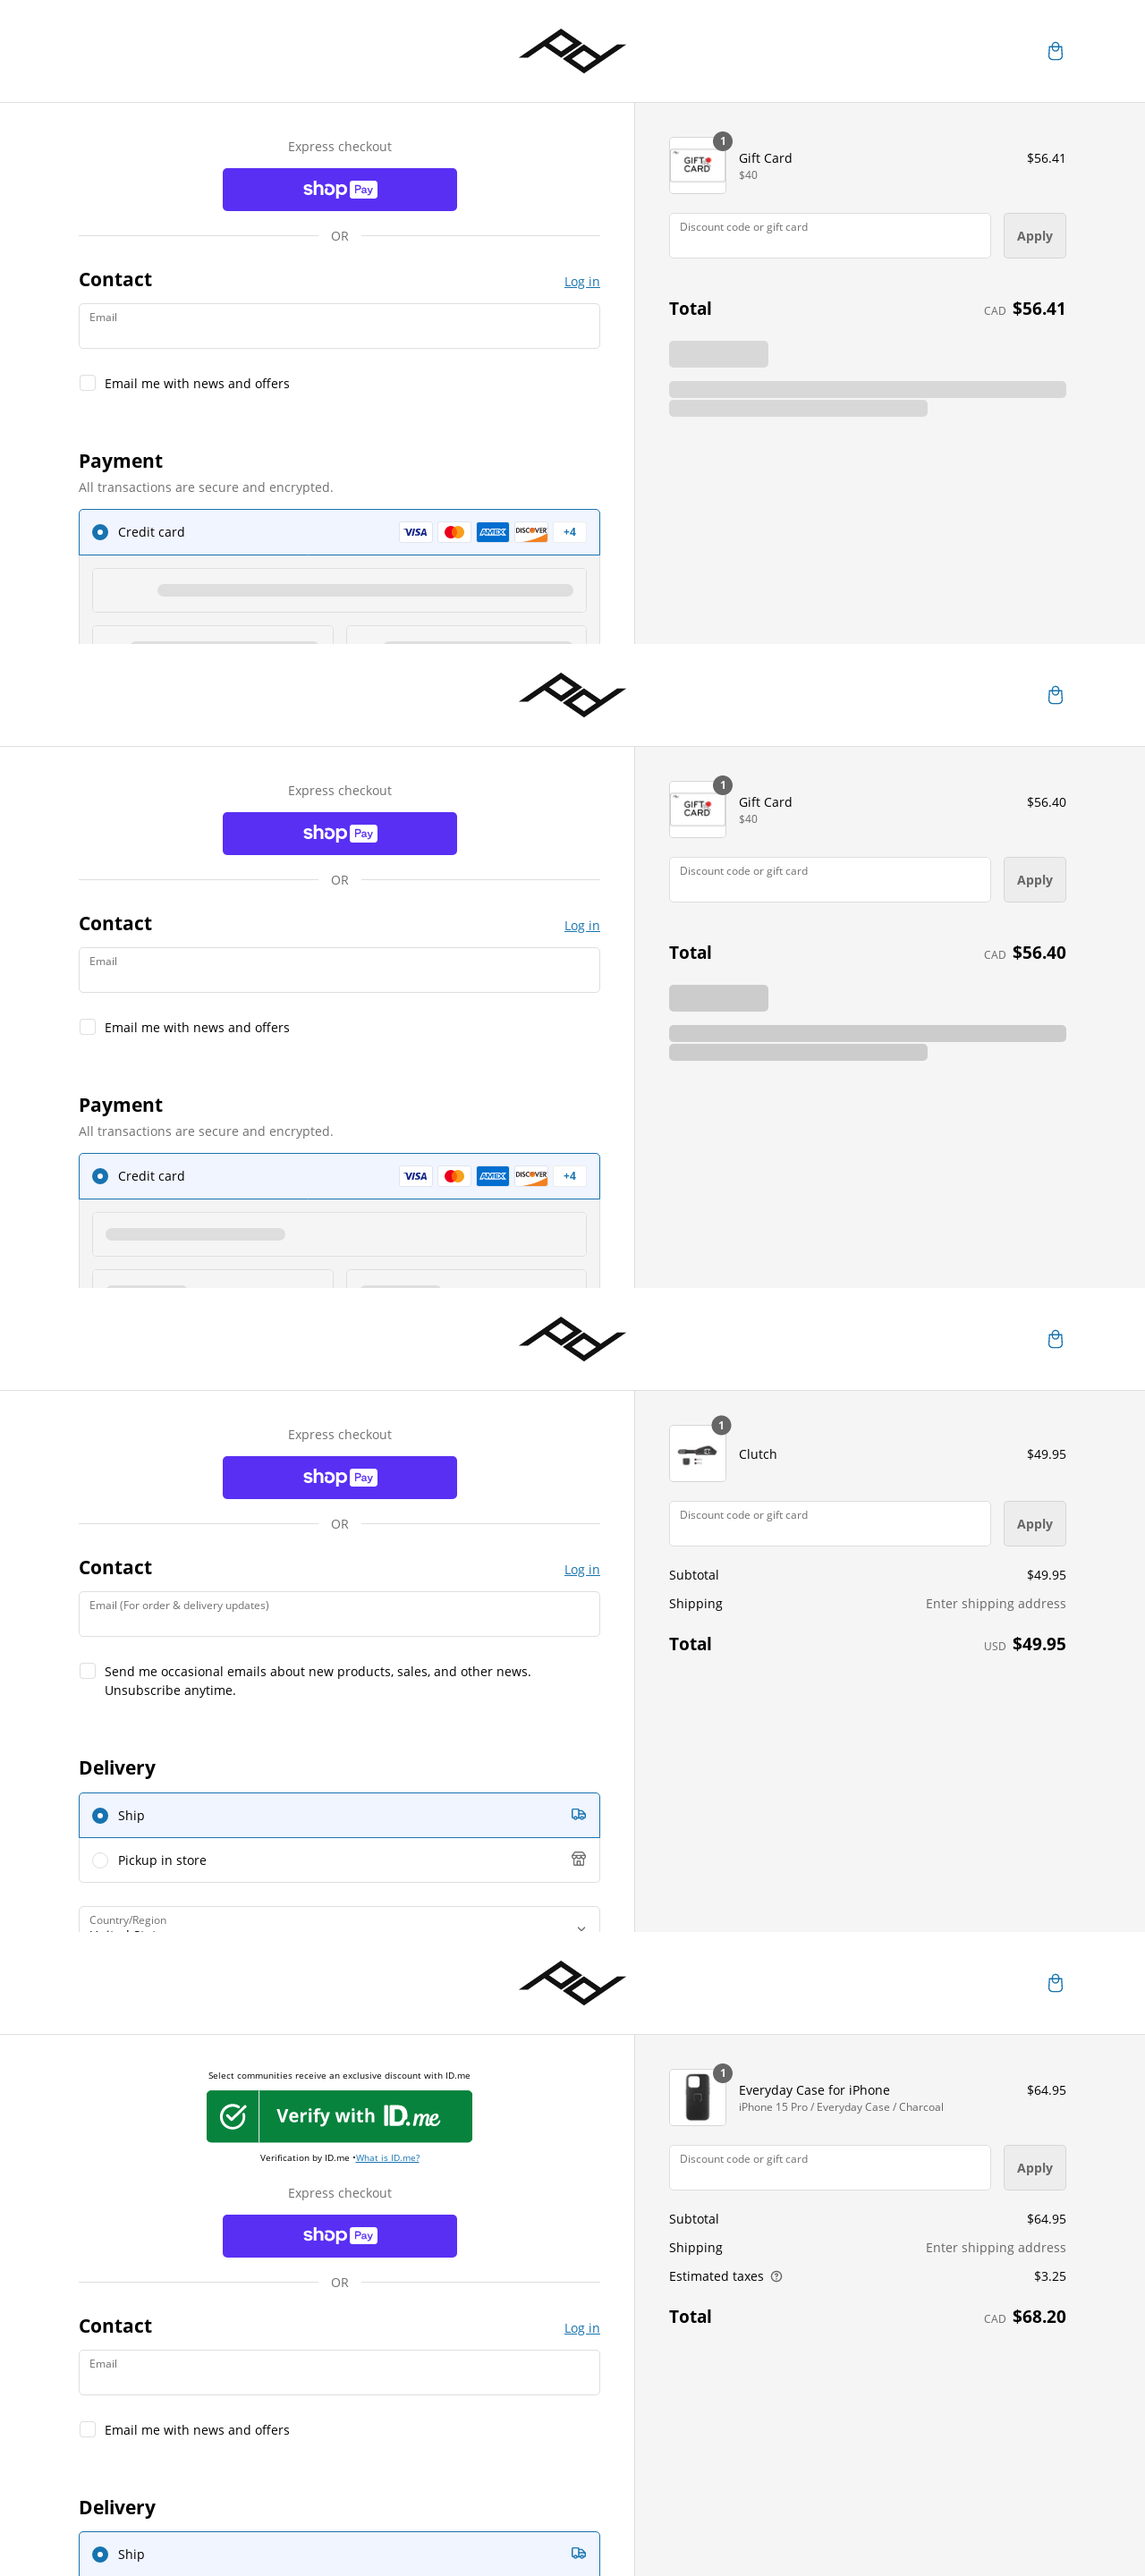 Express checkout
shop Pay
OR
Contact
Log in
Email
Email me with news and offers
Payment
All transactions are secure and encrypted.
Credit card
VISA
AMEX
DISCOVER
+4
1
GIFT
CARD
Gift Card
$56.41
$40
Discount code or gift card
Apply
Total
CAD $56.41
Express checkout
shop Pay
OR
Contact
Log in
Email
Email me with news and offers
Payment
All transactions are secure and encrypted.
Credit card
VISA
AMEX
DISCOVER
+4
1
GIFT
CARD
Gift Card
$56.40
$40
Discount code or gift card
Apply
Total
CAD $56.40
Express checkout
shop Pay
OR
Contact
Log in
Email (For order & delivery updates)
Send me occasional emails about new products, sales, and other news.
Unsubscribe anytime.
Delivery
Ship
Pickup in store
Country/Region
1
Clutch
$49.95
Discount code or gift card
Apply
Subtotal
$49.95
Shipping
Enter shipping address
Total
USD $49.95
Select communities receive an exclusive discount with ID.me
Verify with ID.me
Verification by ID.me •What is ID.me?
Express checkout
shop Pay
OR
Contact
Log in
Email
Email me with news and offers
Delivery
Ship
1
Everyday Case for iPhone
$64.95
iPhone 15 Pro / Everyday Case / Charcoal
Discount code or gift card
Apply
Subtotal
$64.95
Shipping
Enter shipping address
Estimated taxes
$3.25
Total
CAD $68.20